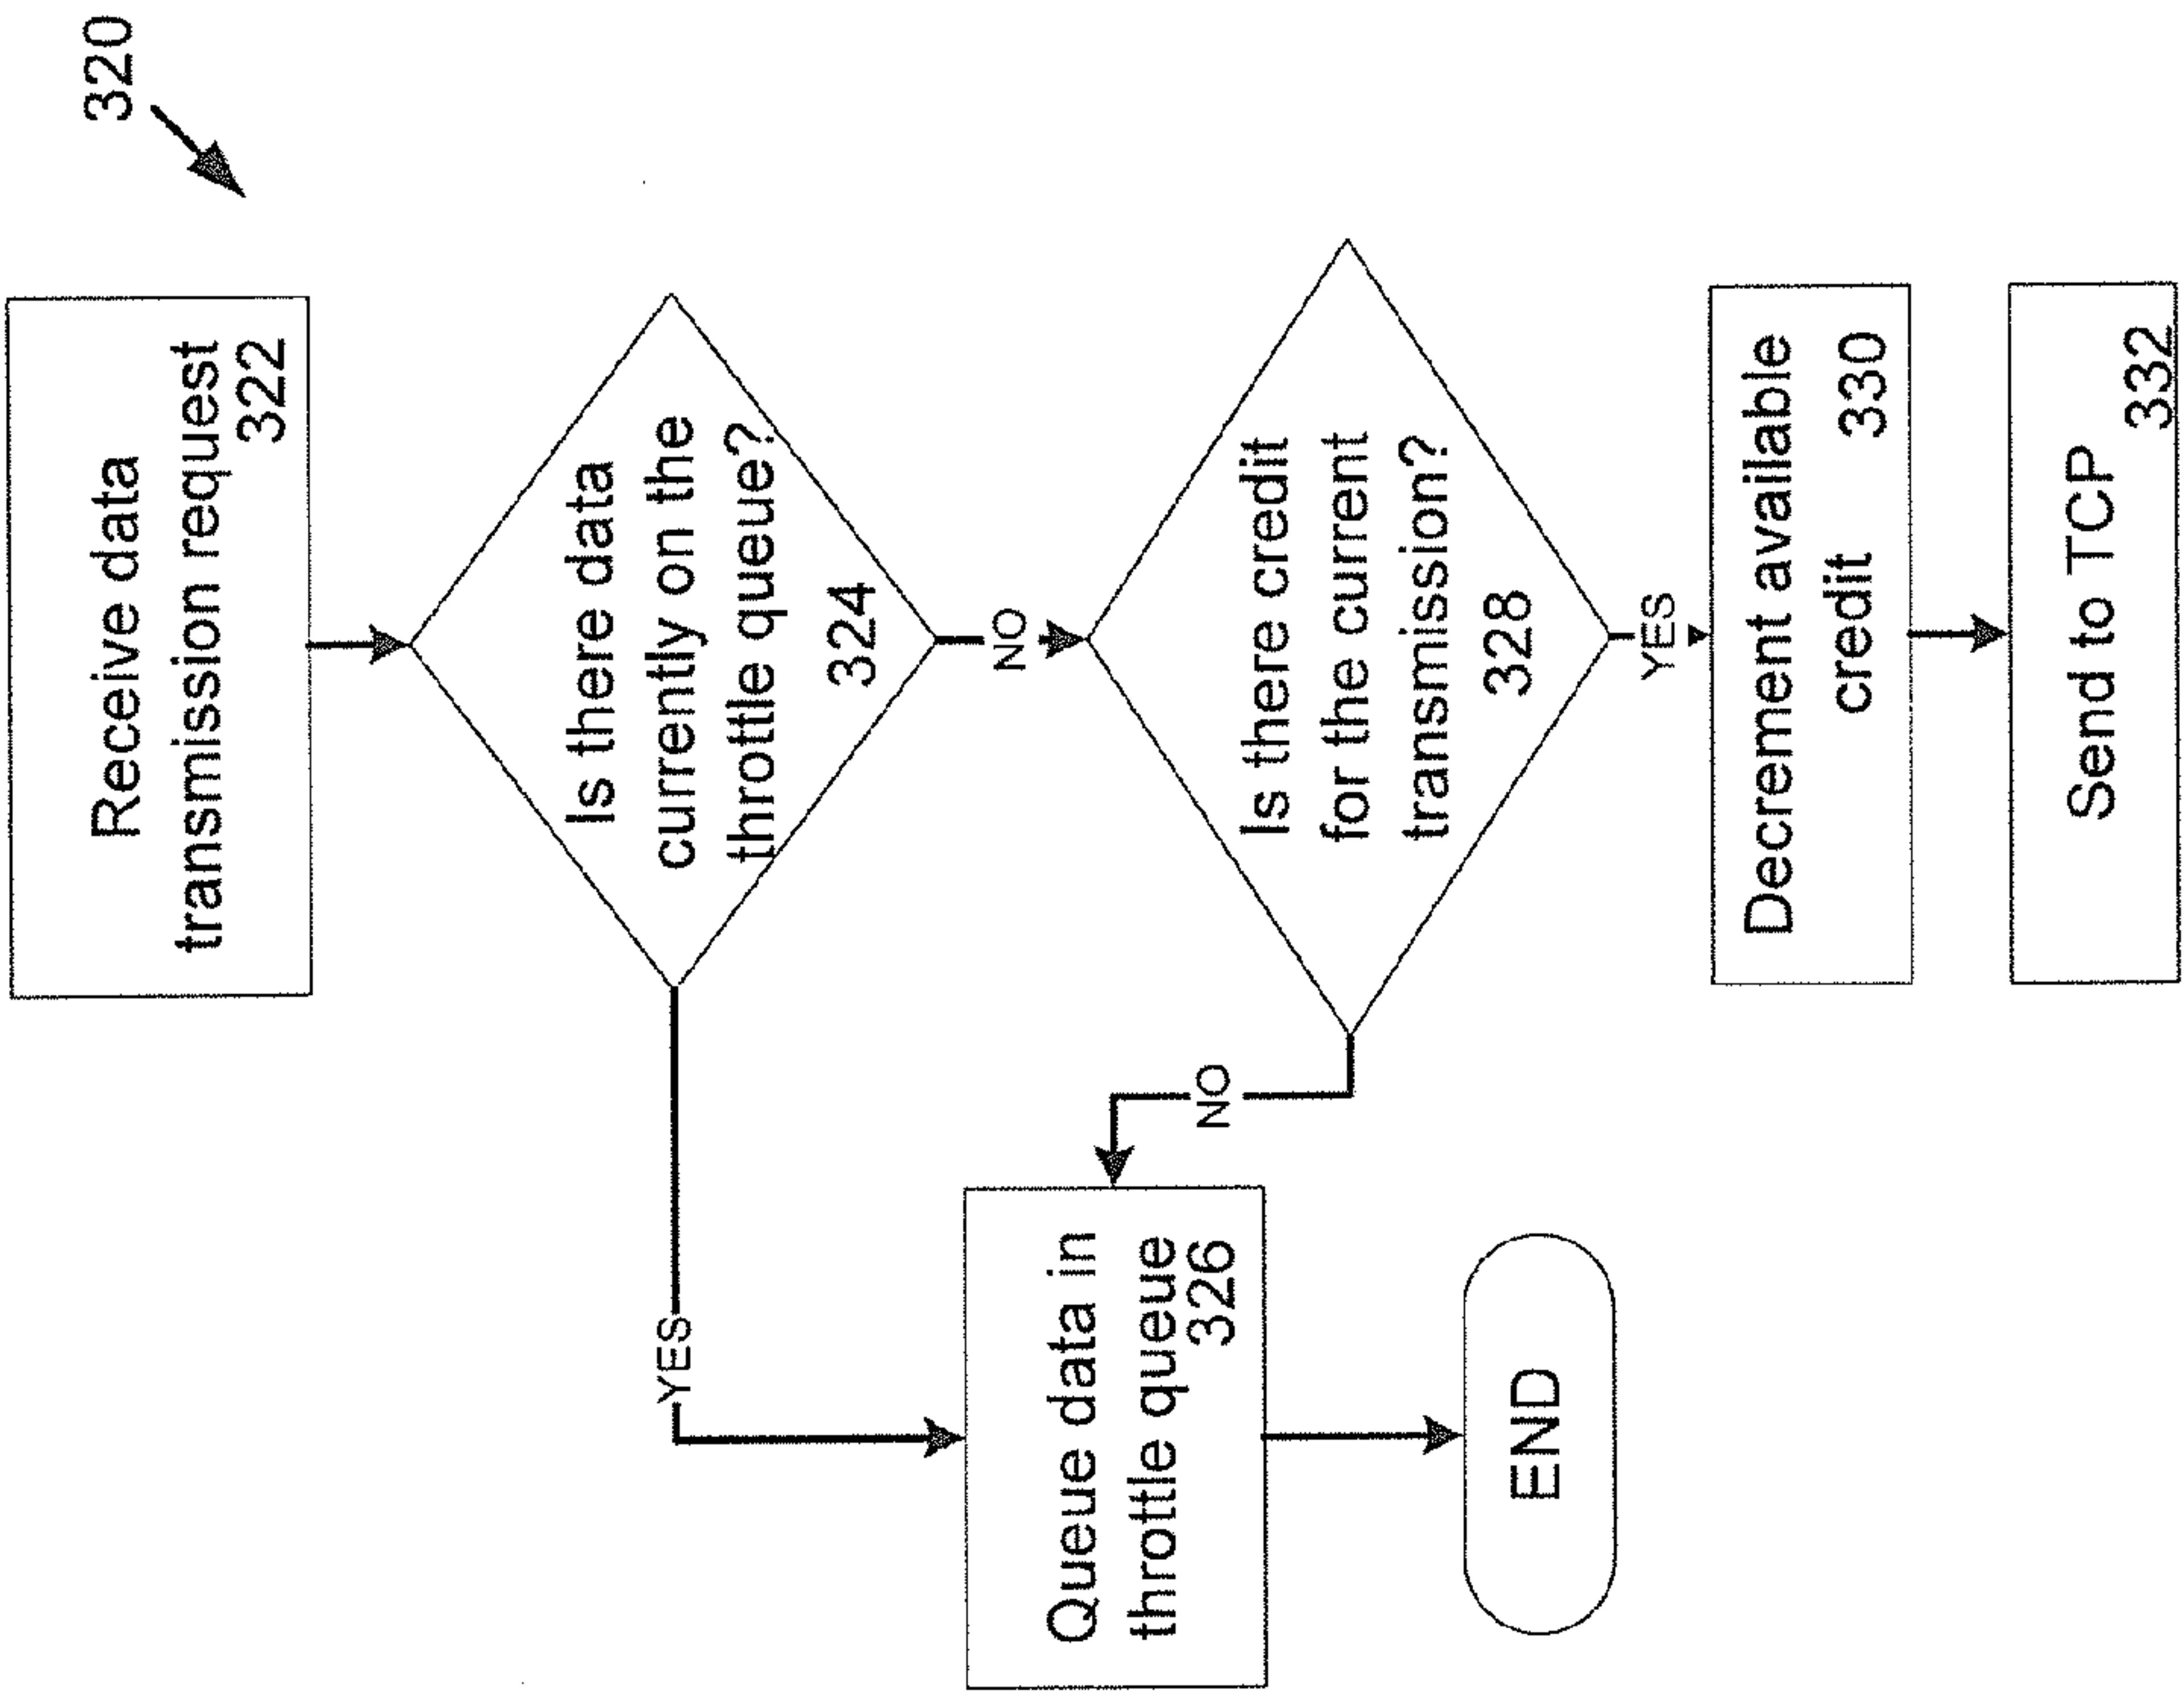 320
Receive data
transmission request
322
Is there data
currently on the
throttle queue?
324
YES
NO
Is there credit
for the current
transmission?
328
NO
YES
Queue data in
throttle queue
326
END
Decrement available
credit 330
Send to TCP
332